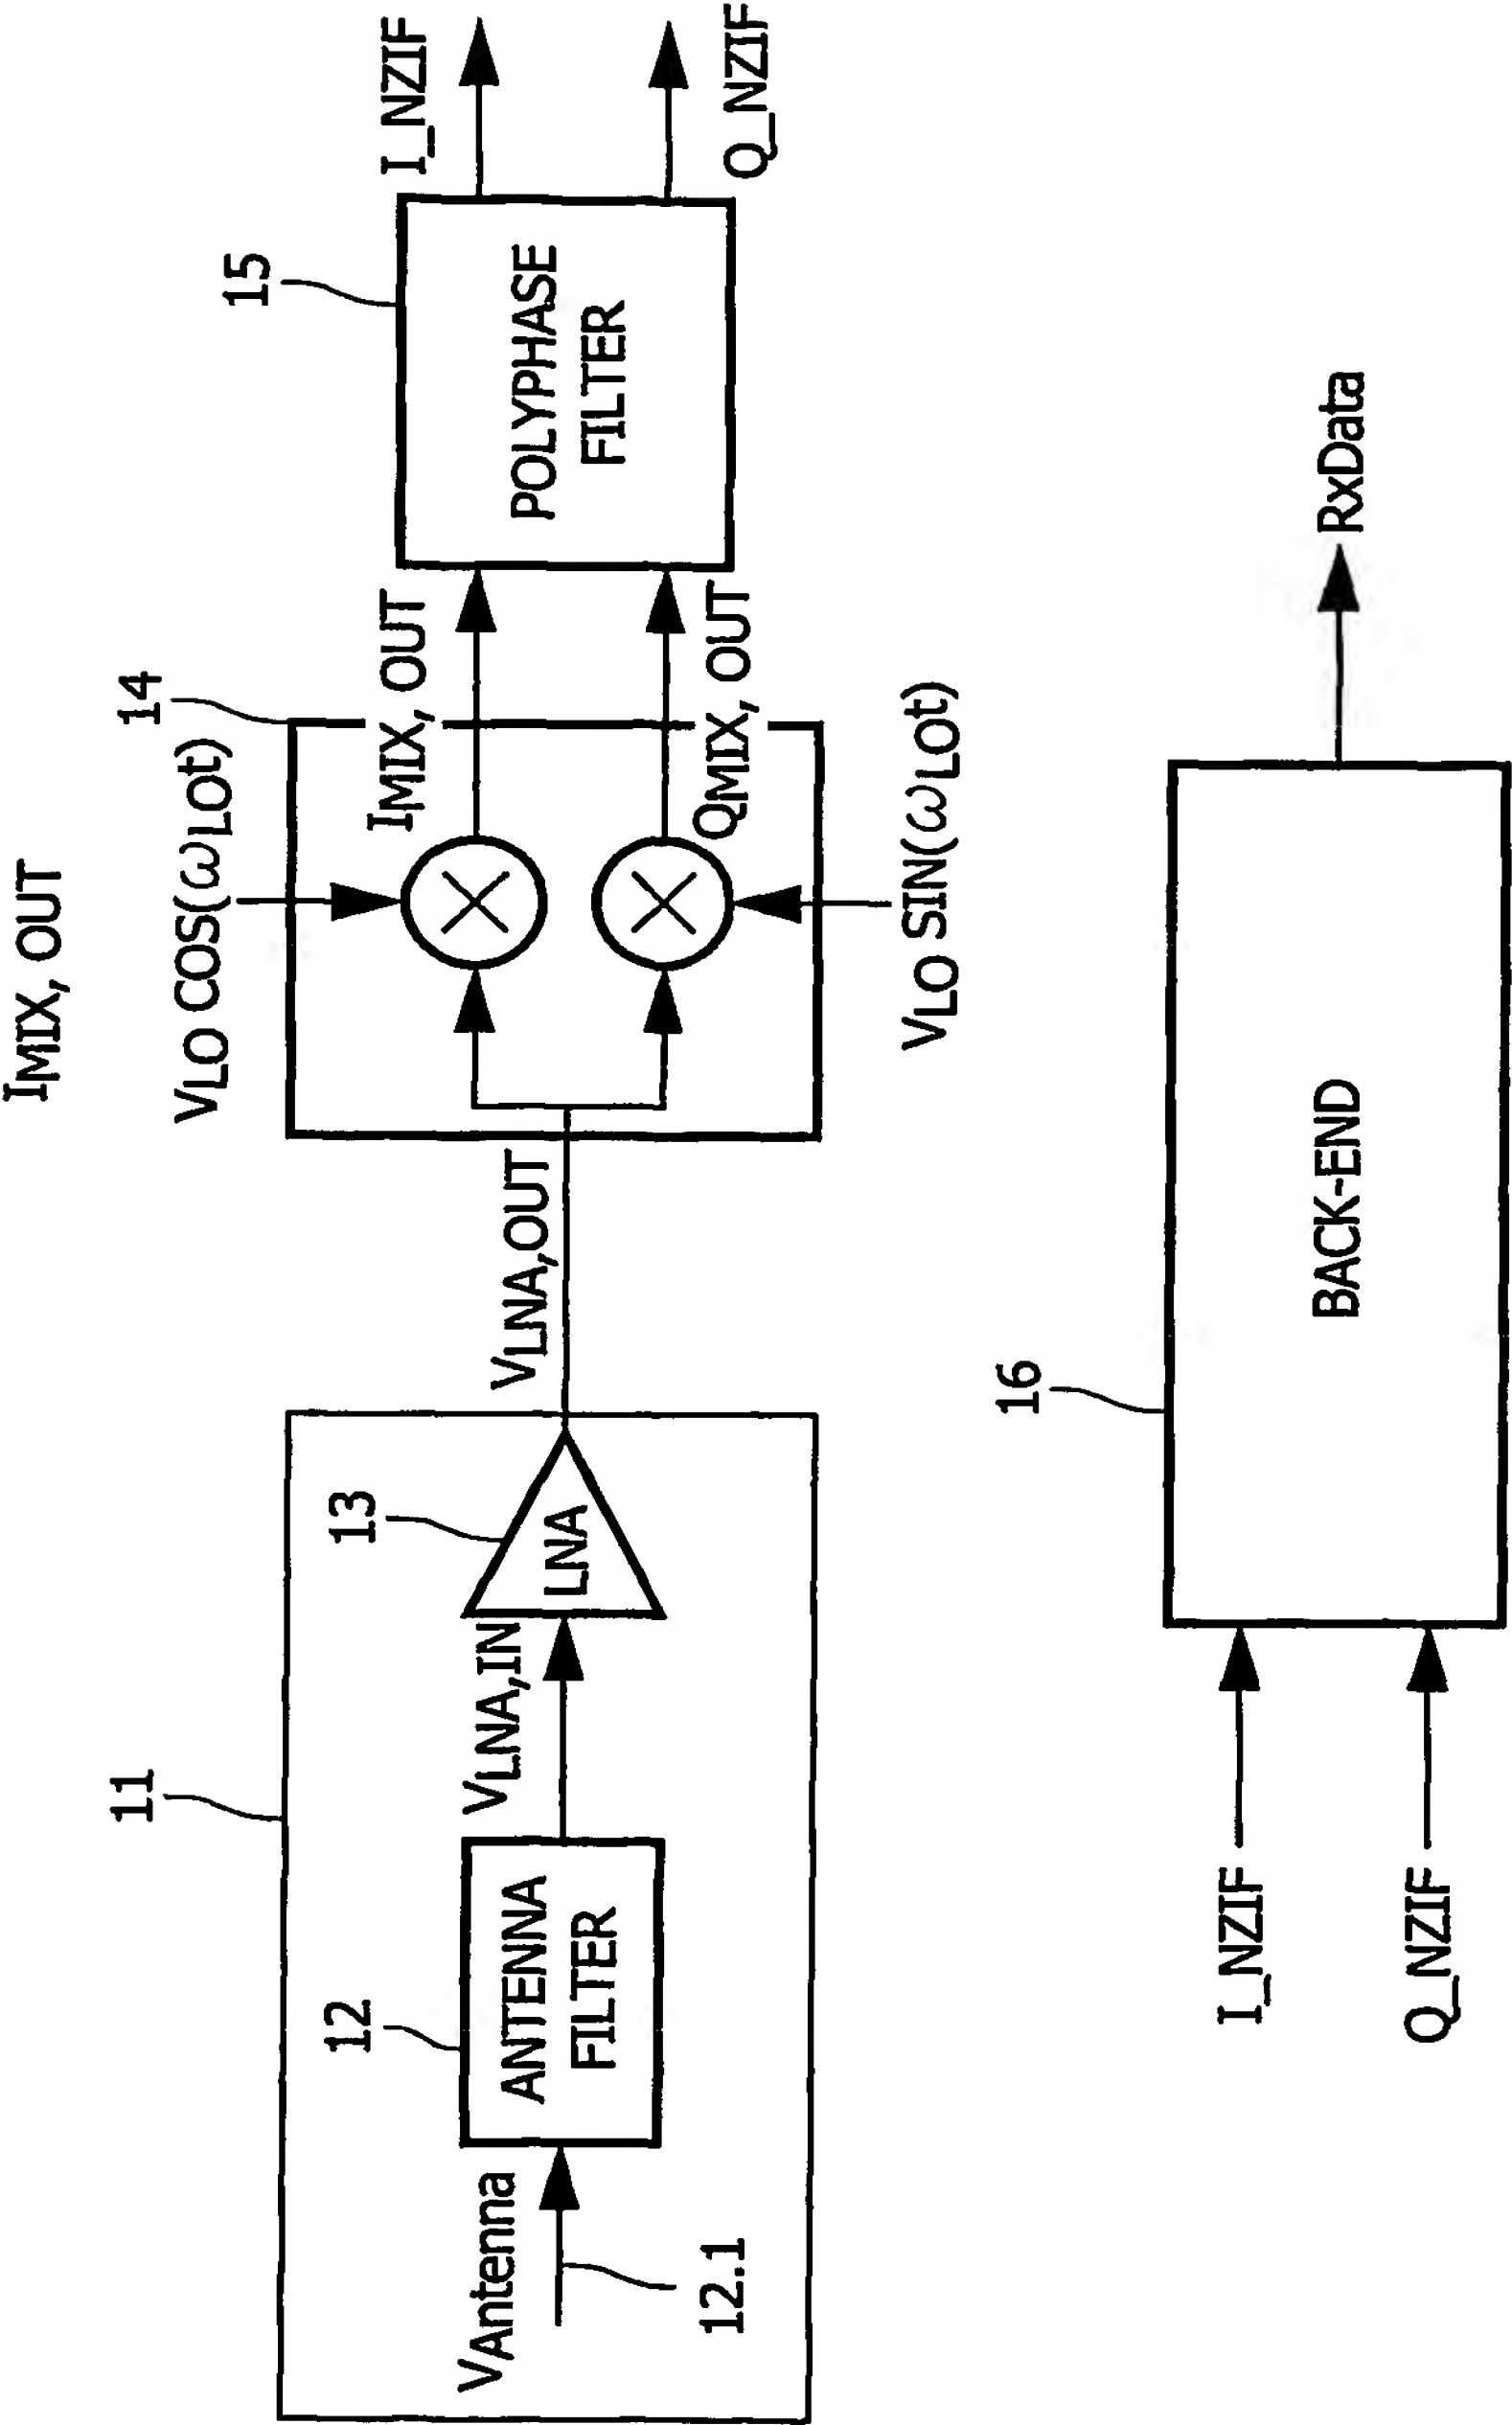 IMIX, OUT
11
12
ANTENNA
FILTER
VAntenna
12.1
VLNA,IN
13
LNA
VLNA,OUT
14
VLO COS(ωLOt)
IMIX, OUT
QMIX, OUT
VLO SIN(ωLOt)
15
POLYPHASE
FILTER
I_NZIF
Q_NZIF
16
I_NZIF
Q_NZIF
BACK-END
RxData